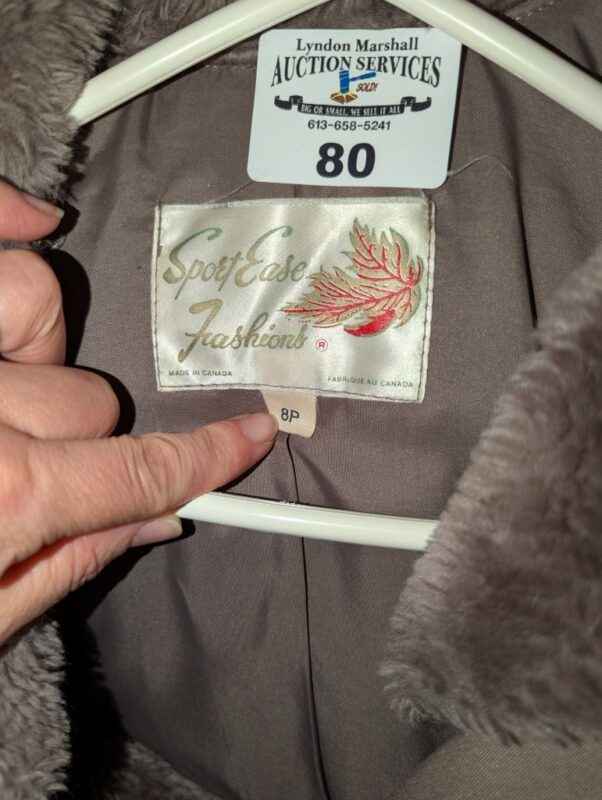 Lyndon Marshall
AUCTION SERVICES
SOLD!
BIG OR SMALL, WE SELL IT ALL
613-658-5241
80
Sport Ease
Fashions ®
MADE IN CANADA
FABRIQUE AU CANADA
8P